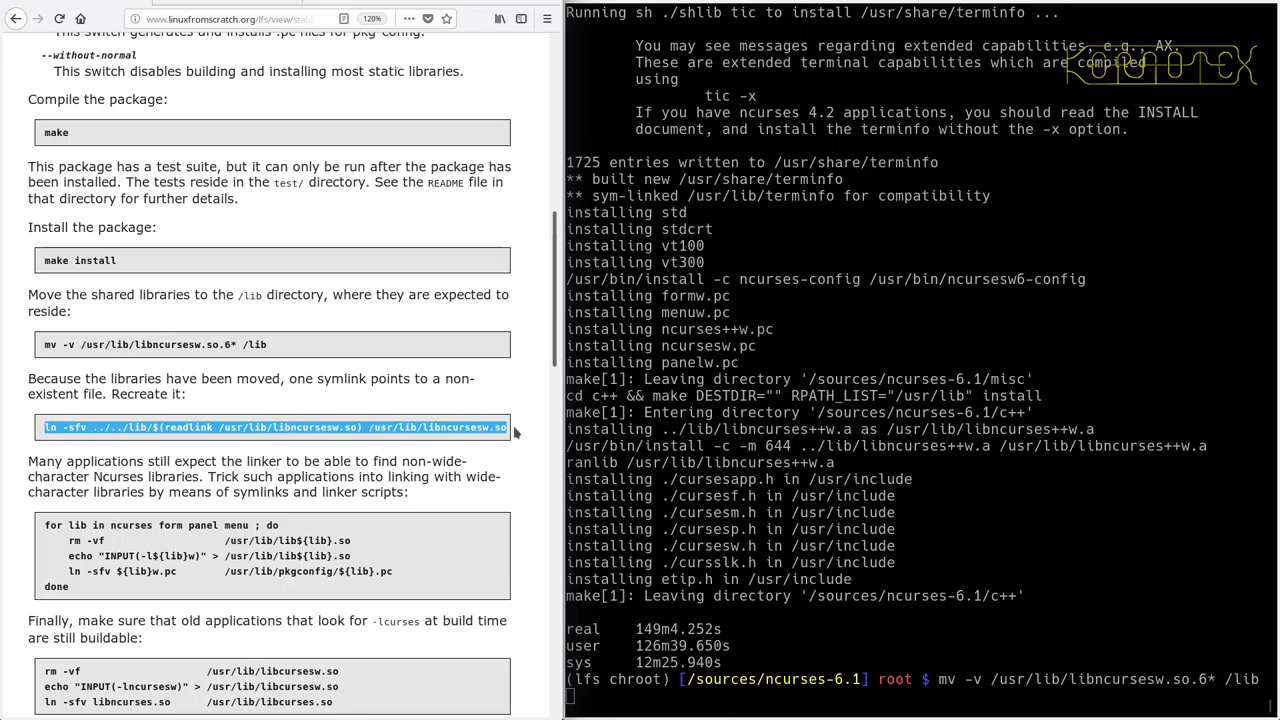 www.linuxfromscratch.org/lfs/view/stab
120%
This switch generates and installs .pc files for pkg-config.
--without-normal
This switch disables building and installing most static libraries.
Compile the package:
make
This package has a test suite, but it can only be run after the package has
been installed. The tests reside in the test/ directory. See the README file in
that directory for further details.
Install the package:
make install
Move the shared libraries to the /lib directory, where they are expected to
reside:
mv -v /usr/lib/libncursesw.so.6* /lib
Because the libraries have been moved, one symlink points to a non-
existent file. Recreate it:
ln -sfv ../../lib/$(readlink /usr/lib/libncursesw.so) /usr/lib/libncursesw.so
Many applications still expect the linker to be able to find non-wide-
character Ncurses libraries. Trick such applications into linking with wide-
character libraries by means of symlinks and linker scripts:
for lib in ncurses form panel menu ; do
rm -vf /usr/lib/lib${lib}.so
echo "INPUT(-l${lib}w)" > /usr/lib/lib${lib}.so
ln -sfv ${lib}w.pc /usr/lib/pkgconfig/${lib}.pc
done
Finally, make sure that old applications that look for -lcurses at build time
are still buildable:
rm -vf /usr/lib/libcursesw.so
echo "INPUT(-lncursesw)" > /usr/lib/libcursesw.so
ln -sfv libncurses.so /usr/lib/libcurses.so
Running sh ./shlib tic to install /usr/share/terminfo ...
You may see messages regarding extended capabilities, e.g., AX.
These are extended terminal capabilities which are compiled
using
tic -x
If you have ncurses 4.2 applications, you should read the INSTALL
document, and install the terminfo without the -x option.
1725 entries written to /usr/share/terminfo
** built new /usr/share/terminfo
** sym-linked /usr/lib/terminfo for compatibility
installing std
installing stdcrt
installing vt100
installing vt300
/usr/bin/install -c ncurses-config /usr/bin/ncursesw6-config
installing formw.pc
installing menuw.pc
installing ncurses++w.pc
installing ncursesw.pc
installing panelw.pc
make[1]: Leaving directory '/sources/ncurses-6.1/misc'
cd c++ && make DESTDIR="" RPATH_LIST="/usr/lib" install
make[1]: Entering directory '/sources/ncurses-6.1/c++'
installing ../lib/libncurses++w.a as /usr/lib/libncurses++w.a
/usr/bin/install -c -m 644 ../lib/libncurses++w.a /usr/lib/libncurses++w.a
ranlib /usr/lib/libncurses++w.a
installing ./cursesapp.h in /usr/include
installing ./cursesf.h in /usr/include
installing ./cursesm.h in /usr/include
installing ./cursesp.h in /usr/include
installing ./cursesw.h in /usr/include
installing ./cursslk.h in /usr/include
installing etip.h in /usr/include
make[1]: Leaving directory '/sources/ncurses-6.1/c++'
real 149m4.252s
user 126m39.650s
sys 12m25.940s
(lfs chroot) [/sources/ncurses-6.1] root $ mv -v /usr/lib/libncursesw.so.6* /lib